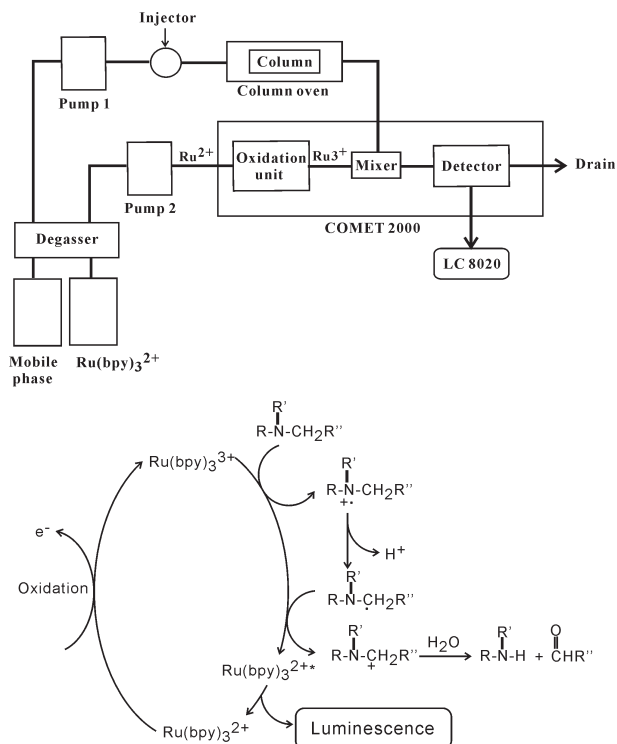 Injector
Column
Column oven
Pump 1
Ru2+
Oxidation
unit
Ru3+
Mixer
Detector
Drain
Pump 2
COMET 2000
Degasser
LC 8020
Mobile
phase
Ru(bpy)32+
R'
R-N-CH2R''
Ru(bpy)33+
R'
R-N-CH2R''
+·
e-
H+
Oxidation
R'
R-N-CH2R''
·
R'
R-N-CH2R''
+
H2O
R'
R-N-H + CHR''
O
Ru(bpy)32+*
Ru(bpy)32+
Luminescence